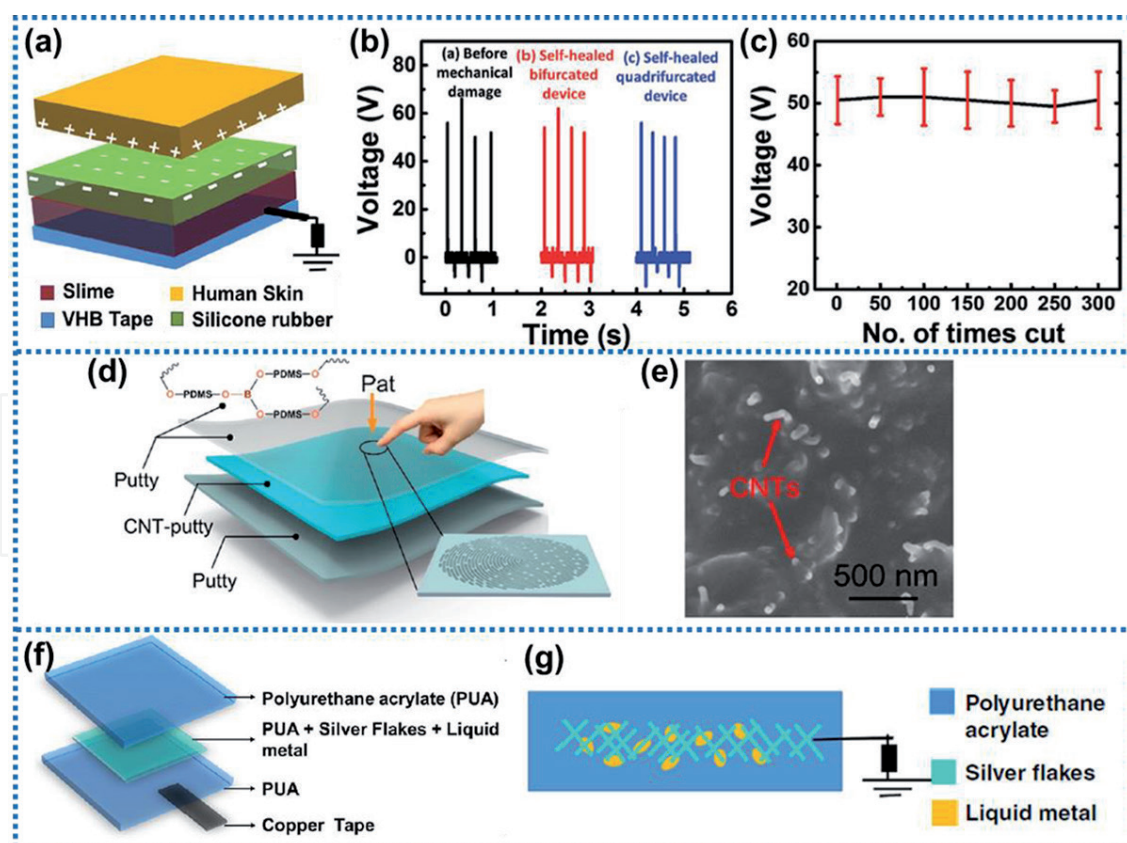 (a)
Slime
Human Skin
VHB Tape
Silicone rubber
(b)
Voltage (V)
80
60
40
20
0
(a) Before
mechanical
damage
(b) Self-healed
bifurcated
device
(c) Self-healed
quadrifurcated
device
0 1 2 3 4 5 6
Time (s)
(c)
Voltage (V)
60
50
40
30
20
0 50 100 150 200 250 300
No. of times cut
(d)
PDMS
O
O-PDMS-O
O-B
O-PDMS-O
Pat
Putty
CNT-putty
Putty
(e)
CNTs
500 nm
(f)
Polyurethane acrylate (PUA)
PUA + Silver Flakes + Liquid
metal
PUA
Copper Tape
(g)
Polyurethane
acrylate
Silver flakes
Liquid metal